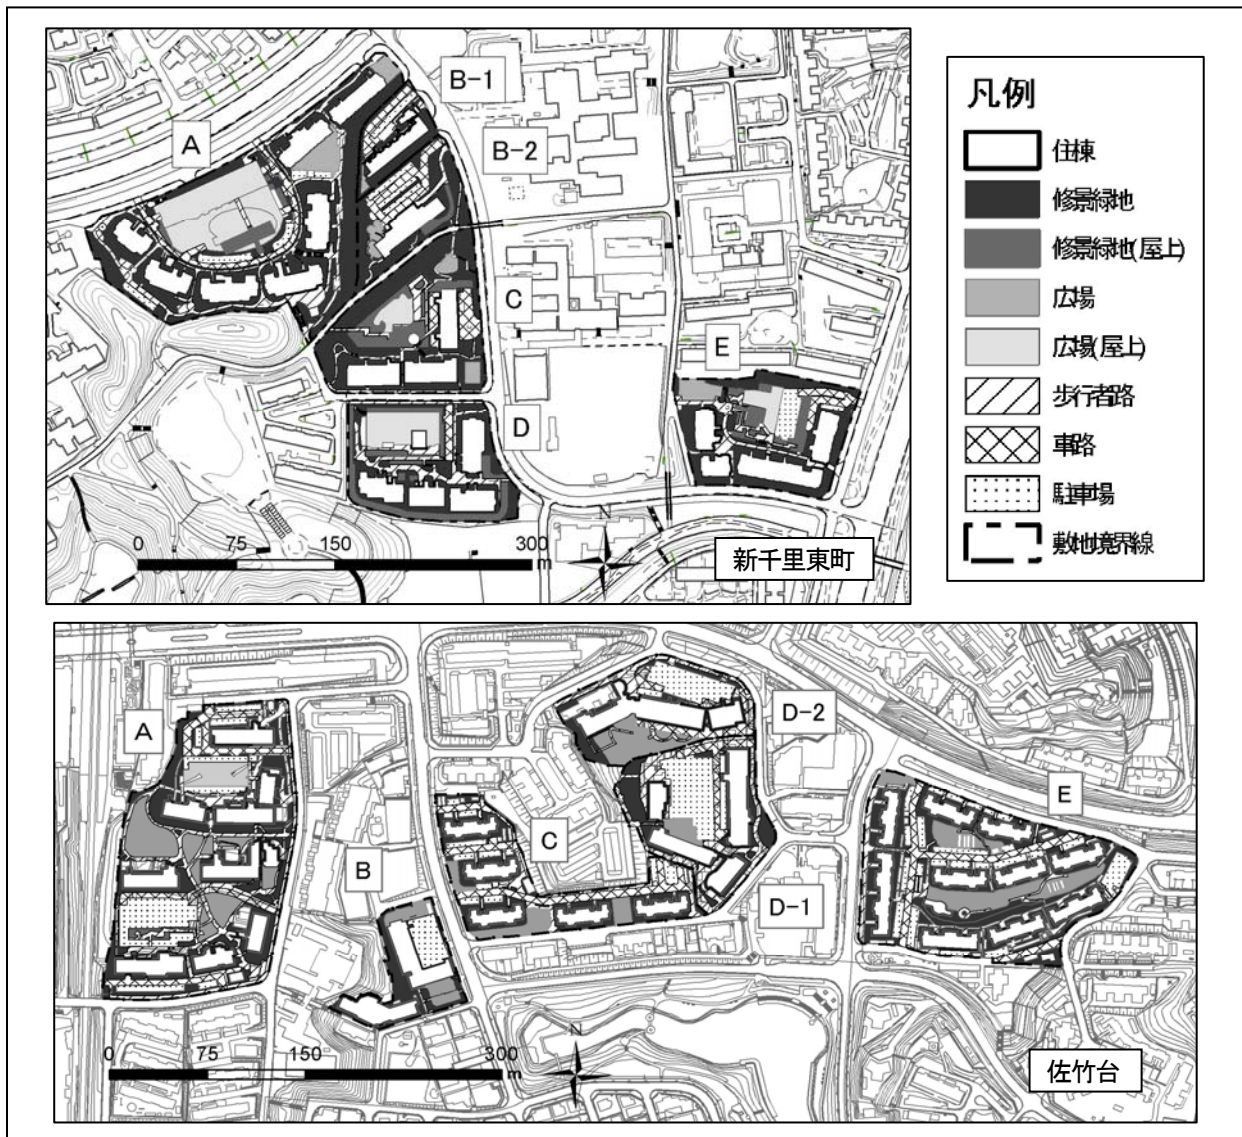 A
B-1
B-2
C
D
E
N
0 75 150 300
m
新千里東町
凡例
住棟
修景緑地
修景緑地(屋上)
広場
広場(屋上)
歩行者路
車路
駐車場
敷地境界線
A
B
C
D-2
D-1
E
N
0 75 150 300
m
佐竹台